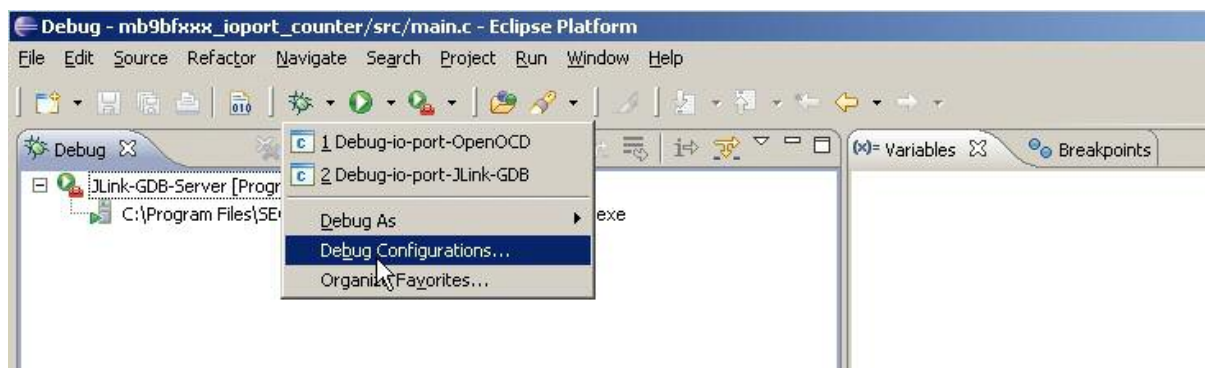 Debug - mb9bfxxx_ioport_counter/src/main.c - Eclipse Platform
File Edit Source Refactor Navigate Search Project Run Window Help
010
Debug
(x)= Variables
Breakpoints
c 1 Debug-io-port-OpenOCD
c 2 Debug-io-port-JLink-GDB
JLink-GDB-Server [Progr
C:\Program Files\SE
exe
Debug As
Debug Configurations...
Organize Favorites...